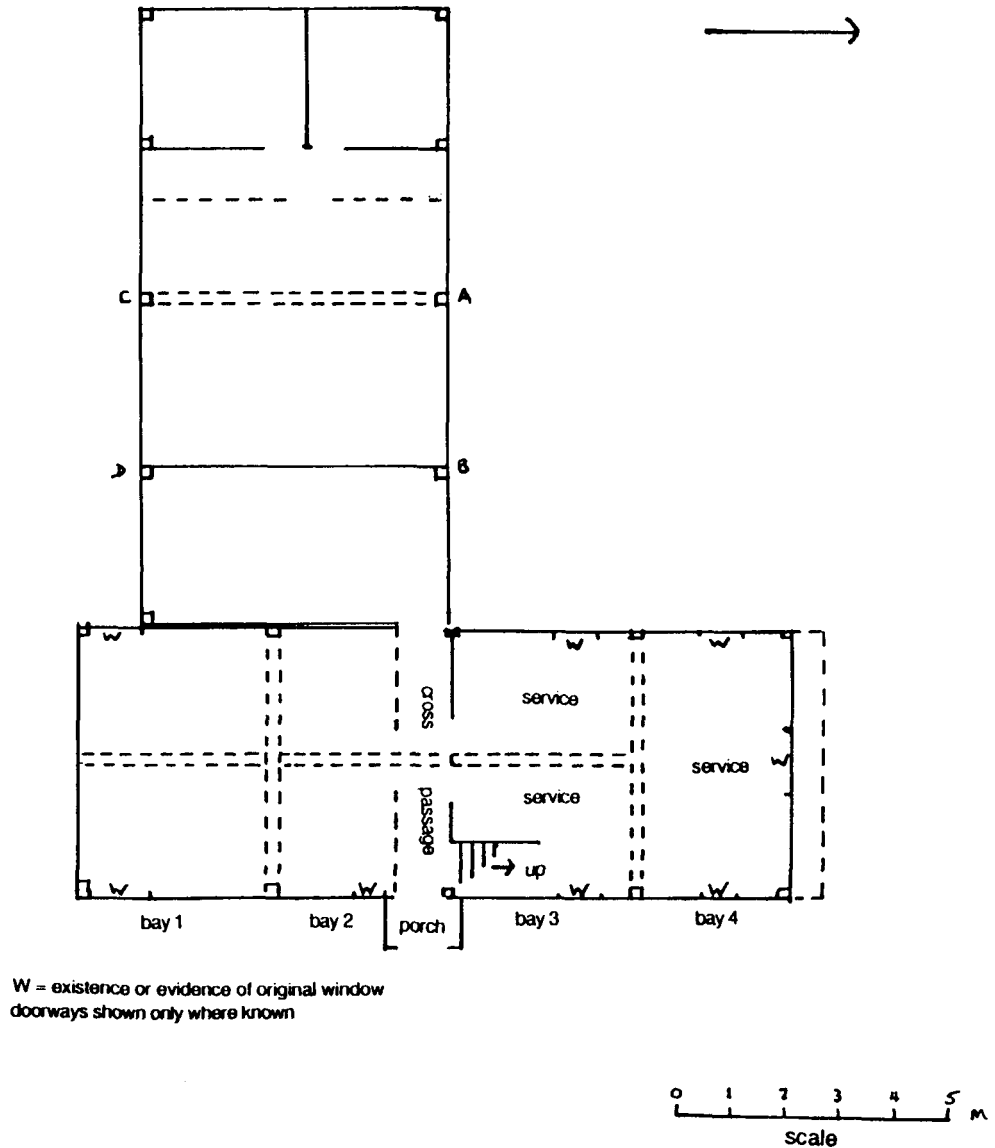 C
A
D
B
W
W
W
cross
service
service
W
passage
service
up
W
W
W
W
bay 1
bay 2
porch
bay 3
bay 4
W = existence or evidence of original window
doorways shown only where known
0 1 2 3 4 5 M
scale